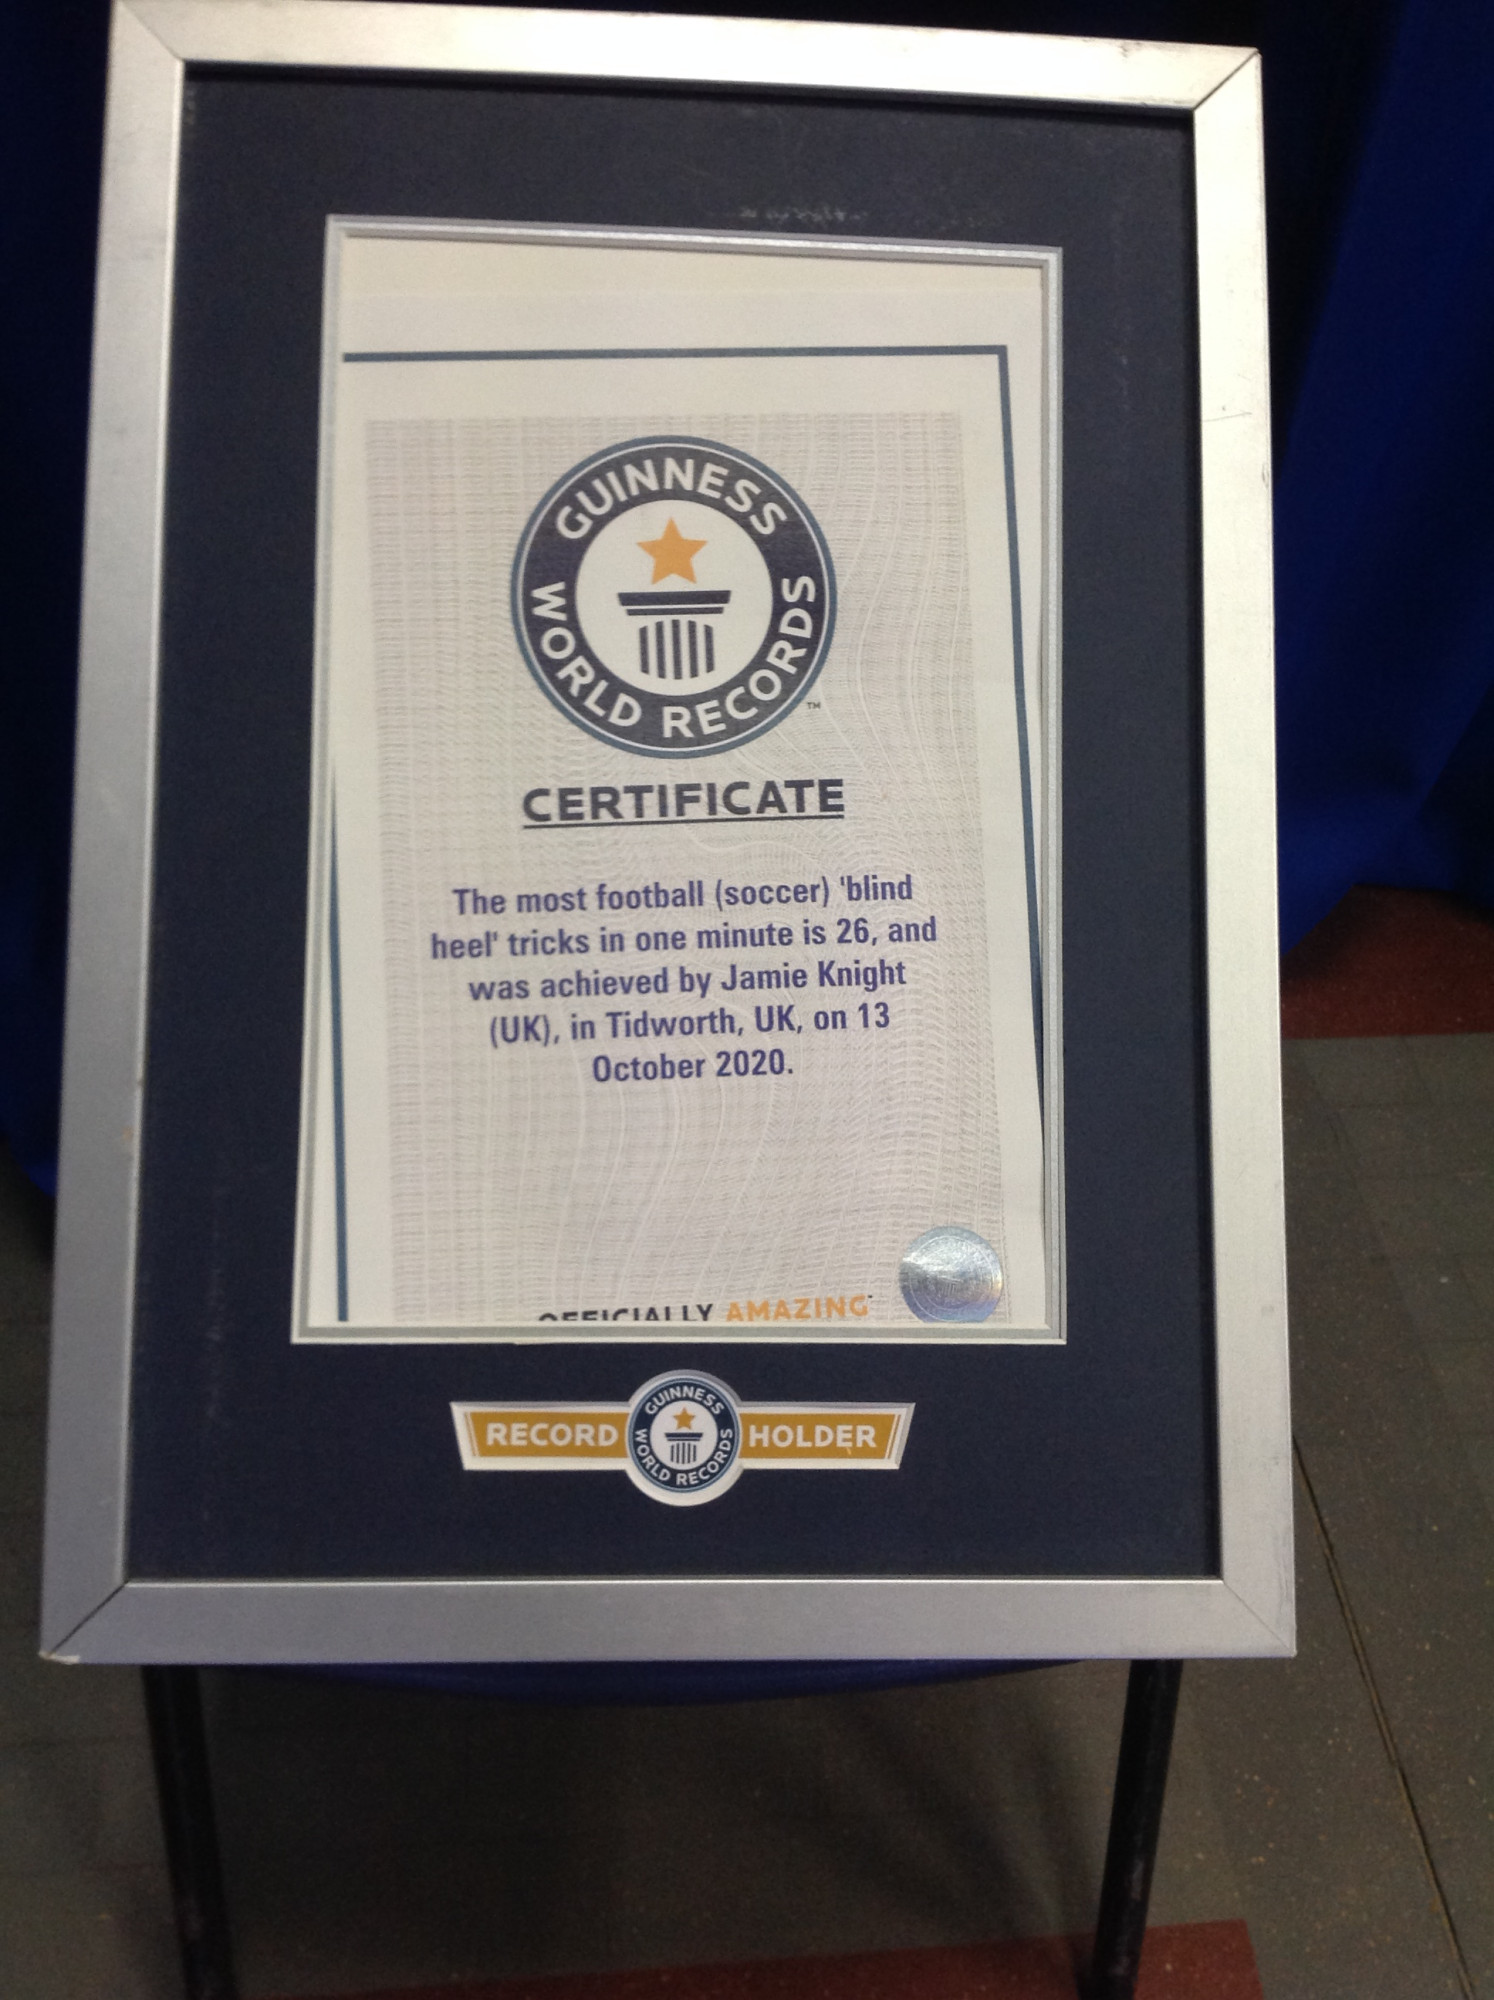 GUINNESS
WORLD RECORDS
™
CERTIFICATE
The most football (soccer) 'blind
heel' tricks in one minute is 26, and
was achieved by Jamie Knight
(UK), in Tidworth, UK, on 13
October 2020.
OFFICIALLY AMAZING
RECORD GUINNESS WORLD RECORDS HOLDER